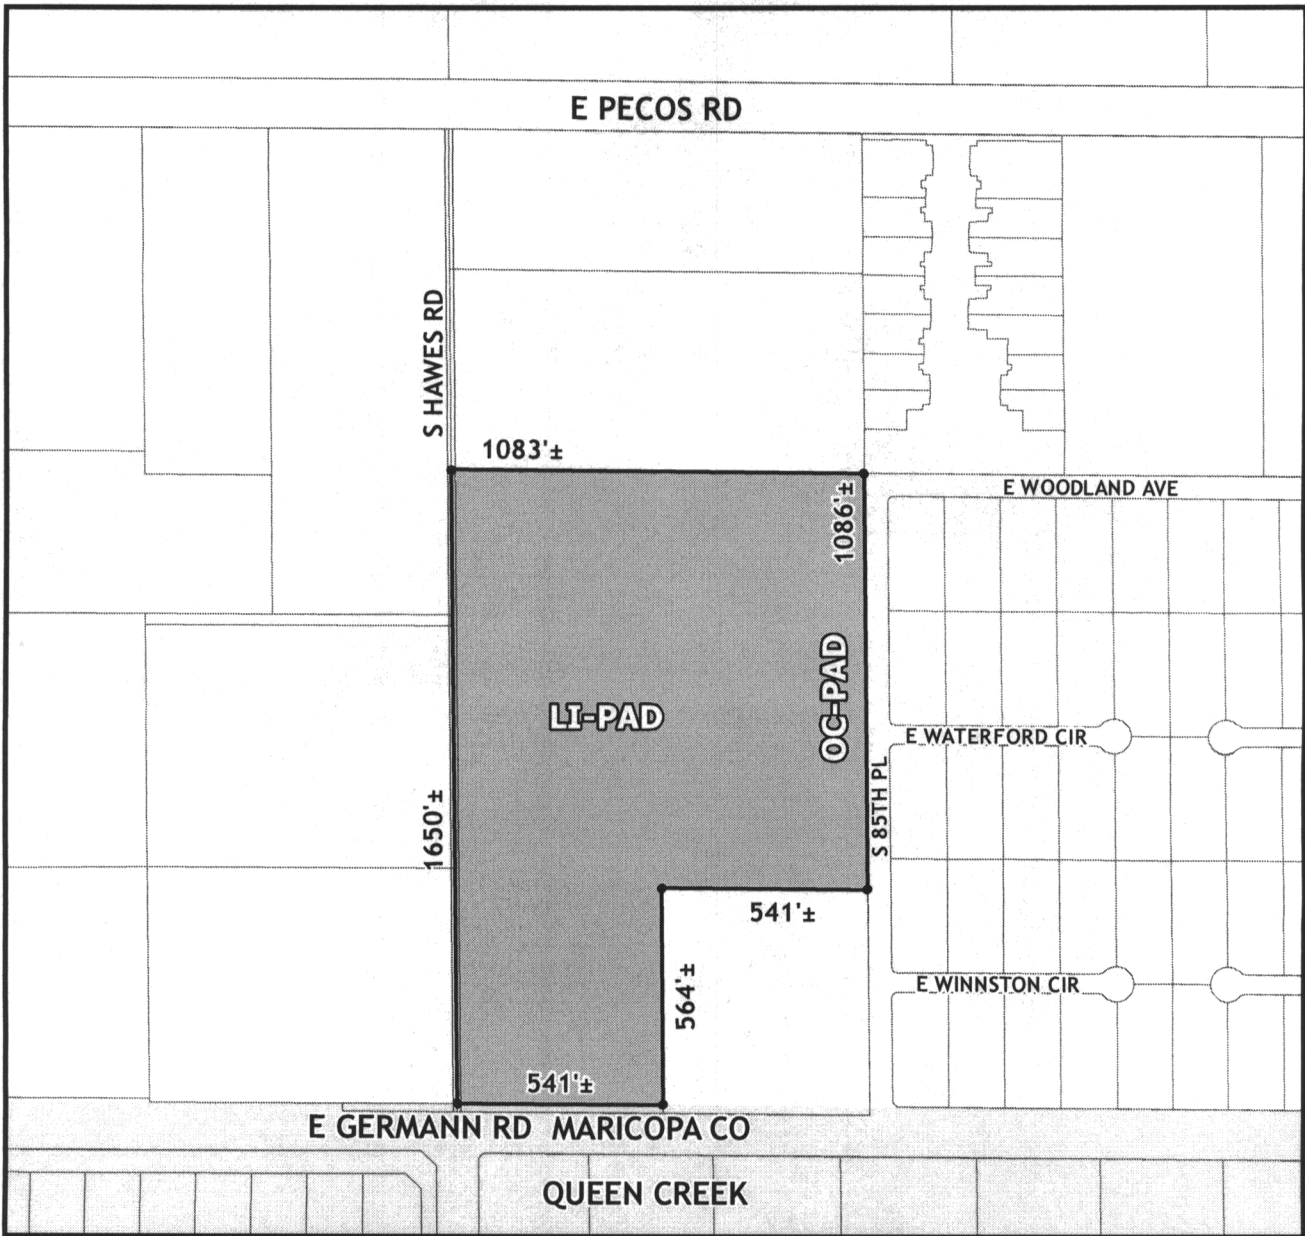 E PECOS RD
S HAWES RD
1083'±
1086'±
E WOODLAND AVE
OC-PAD
LI-PAD
E WATERFORD CIR
S 85TH PL
1650'±
541'±
564'±
E WINNSTON CIR
541'±
E GERMANN RD MARICOPA CO
QUEEN CREEK